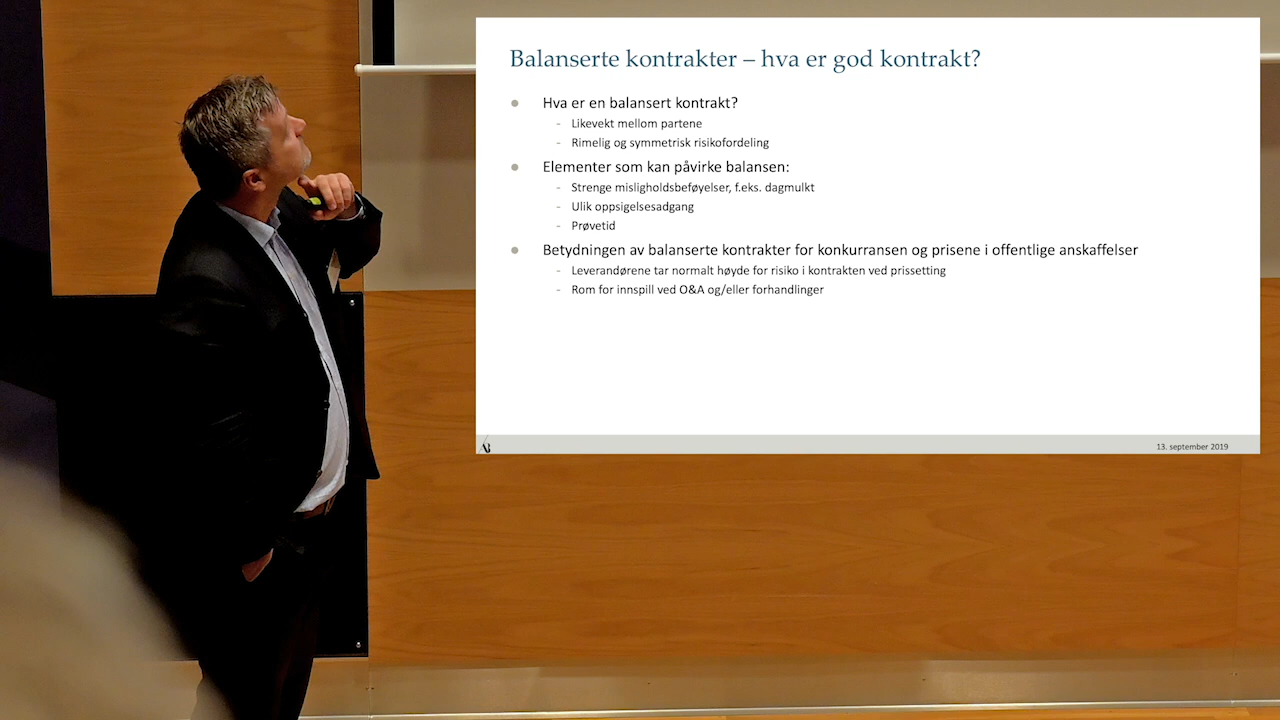 Balanserte kontrakter – hva er god kontrakt?
Hva er en balansert kontrakt?
- Likevekt mellom partene
- Rimelig og symmetrisk risikofordeling
Elementer som kan påvirke balansen:
- Strenge misligholdsbeføyelser, f.eks. dagmulkt
- Ulik oppsigelsesadgang
- Prøvetid
Betydningen av balanserte kontrakter for konkurransen og prisene i offentlige anskaffelser
- Leverandørene tar normalt høyde for risiko i kontrakten ved prissetting
- Rom for innspill ved O&A og/eller forhandlinger
AB
13. september 2019